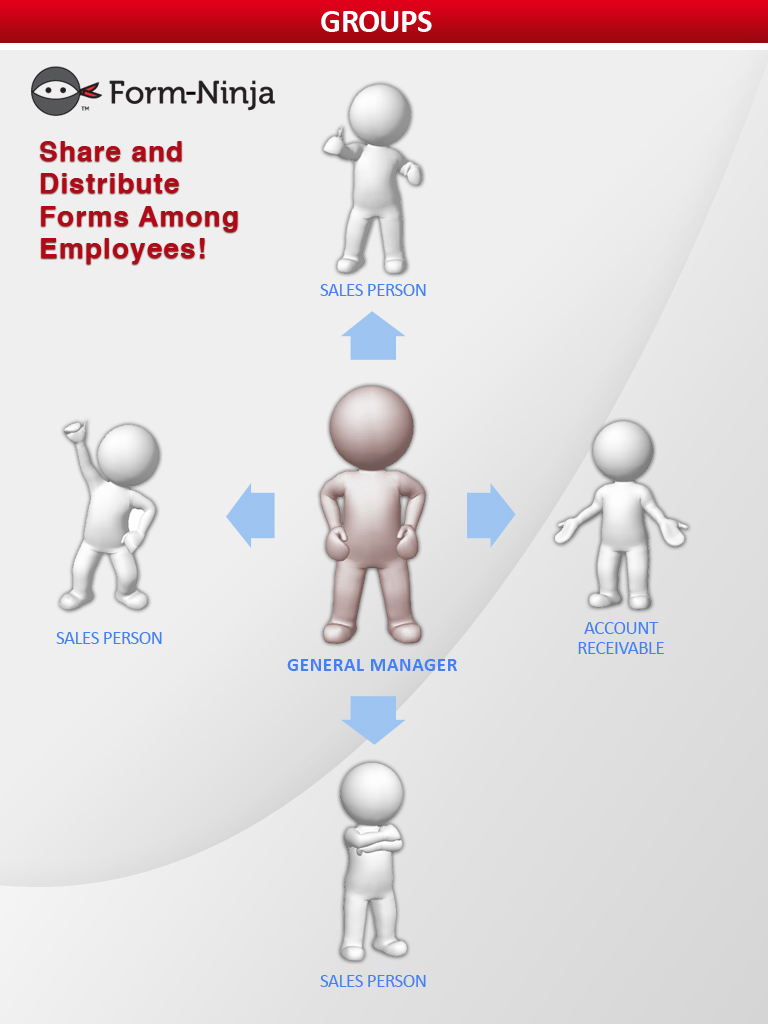 GROUPS
Form-Ninja
TM
Share and
Distribute
Forms Among
Employees!
SALES PERSON
SALES PERSON
GENERAL MANAGER
ACCOUNT
RECEIVABLE
SALES PERSON